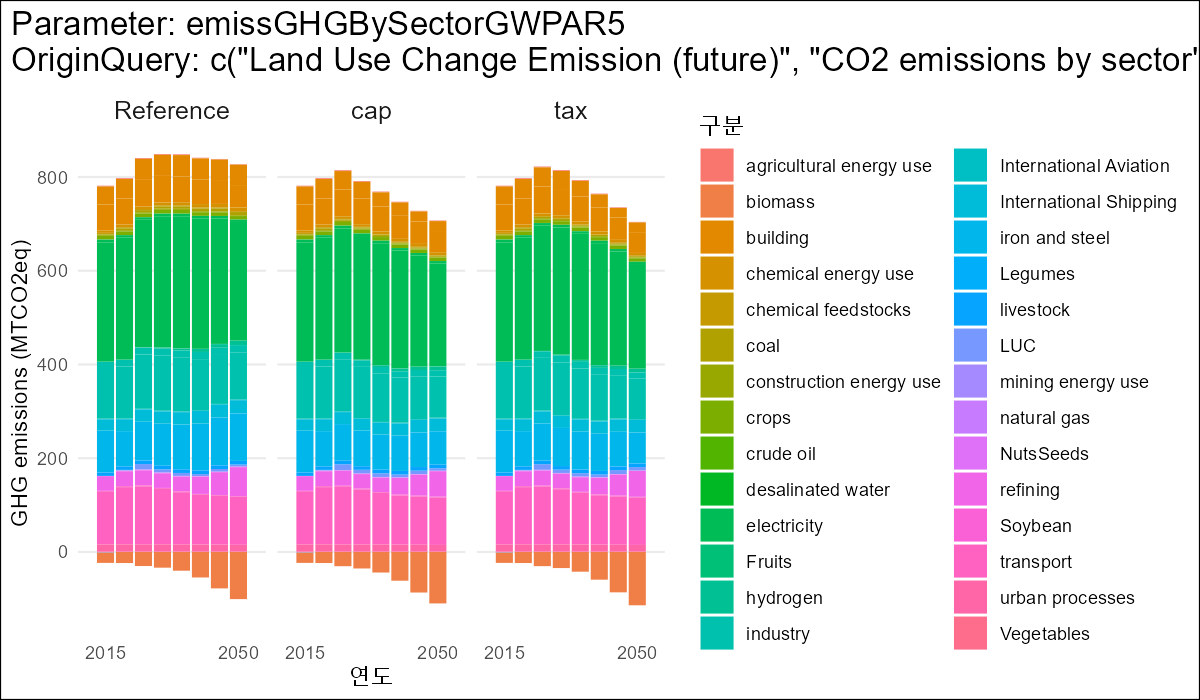 Parameter: emissGHGBySectorGWPAR5
OriginQuery: c("Land Use Change Emission (future)", "CO2 emissions by sector"
Reference cap tax
구분
GHG emissions (MTCO2eq)
800
600
400
200
0
2015 2050 2015 2050 2015 2050
연도
agricultural energy use
biomass
building
chemical energy use
chemical feedstocks
coal
construction energy use
crops
crude oil
desalinated water
electricity
Fruits
hydrogen
industry
International Aviation
International Shipping
iron and steel
Legumes
livestock
LUC
mining energy use
natural gas
NutsSeeds
refining
Soybean
transport
urban processes
Vegetables